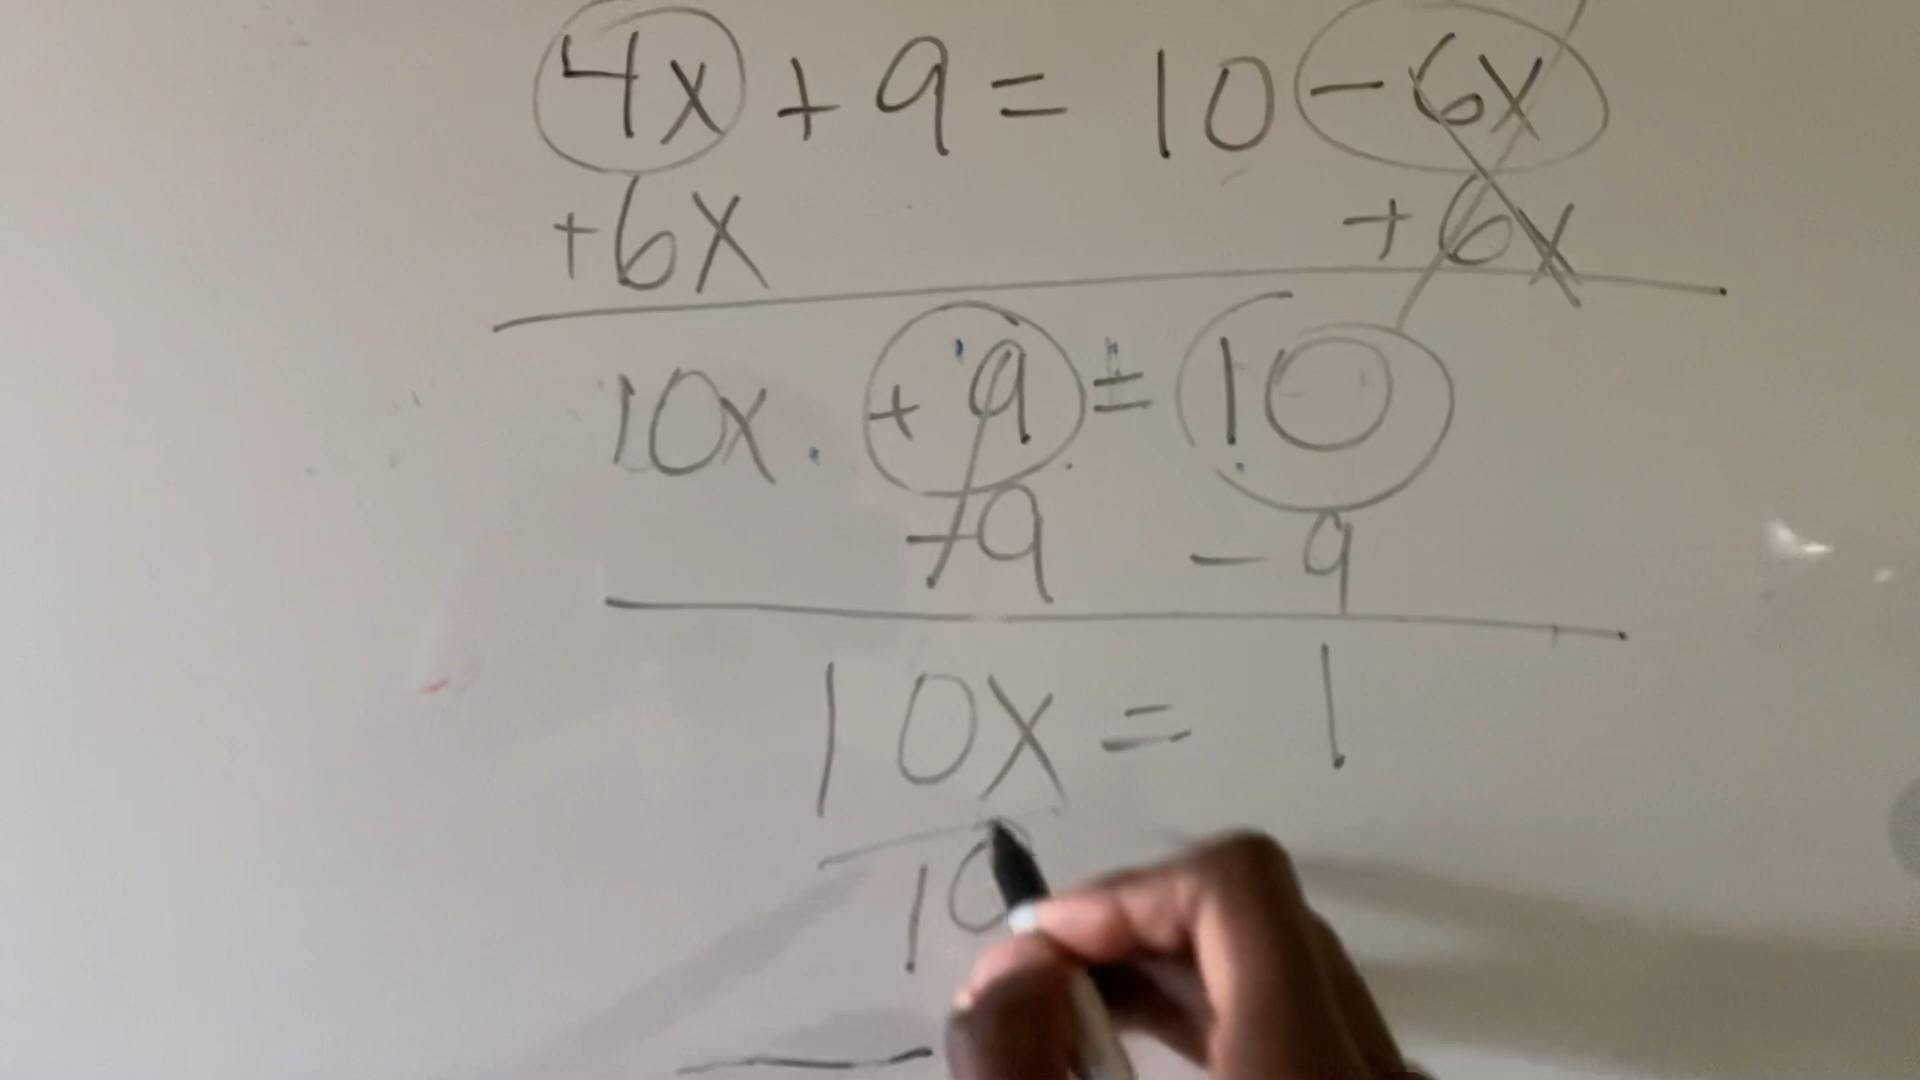 4x + 9 = 10 - 6x
+6x +6x
10x + 9 = 10
-9 -9
10x = 1
10